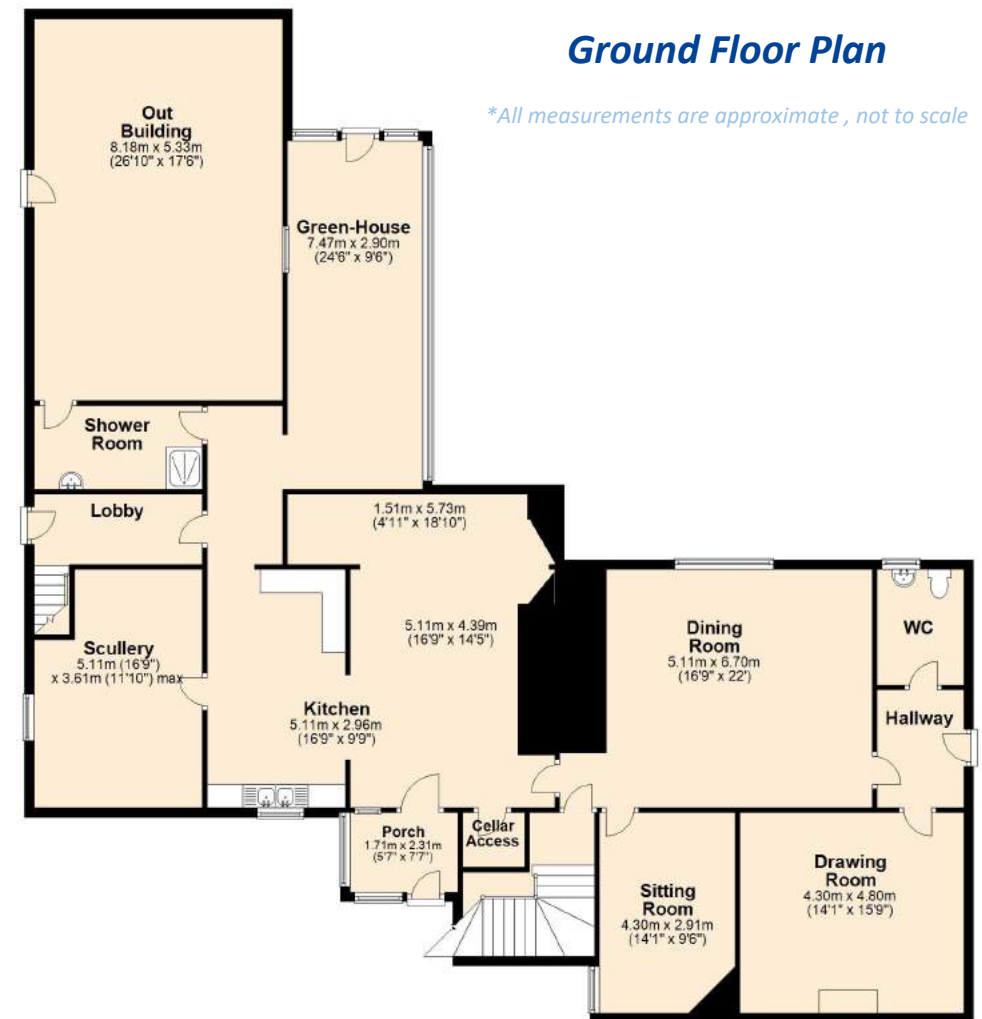 Ground Floor Plan
*All measurements are approximate , not to scale
Out
Building
8.18m x 5.33m
(26'10" x 17'6")
Green-House
7.47m x 2.90m
(24'6" x 9'6")
Shower
Room
Lobby
1.51m x 5.73m
(4'11" x 18'10")
Scullery
5.11m (16'9")
x 3.61m (11'10") max
Kitchen
5.11m x 2.96m
(16'9" x 9'9")
5.11m x 4.39m
(16'9" x 14'5")
Dining
Room
5.11m x 6.70m
(16'9" x 22')
WC
Hallway
Porch
1.71m x 2.31m
(5'7" x 7'7")
Cellar
Access
Sitting
Room
4.30m x 2.91m
(14'1" x 9'6")
Drawing
Room
4.30m x 4.80m
(14'1" x 15'9")